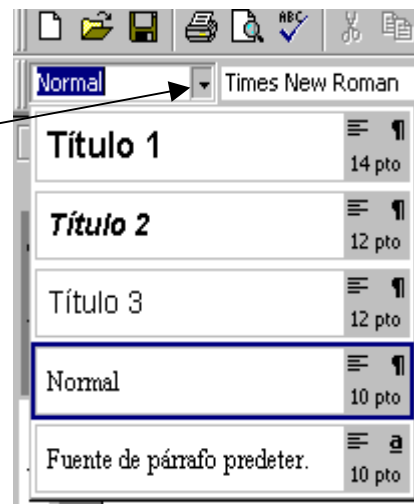 ABC
Normal Times New Roman
Título 1
14 pto
Título 2
12 pto
Título 3
12 pto
Normal
10 pto
Fuente de párrafo predeter. a
10 pto